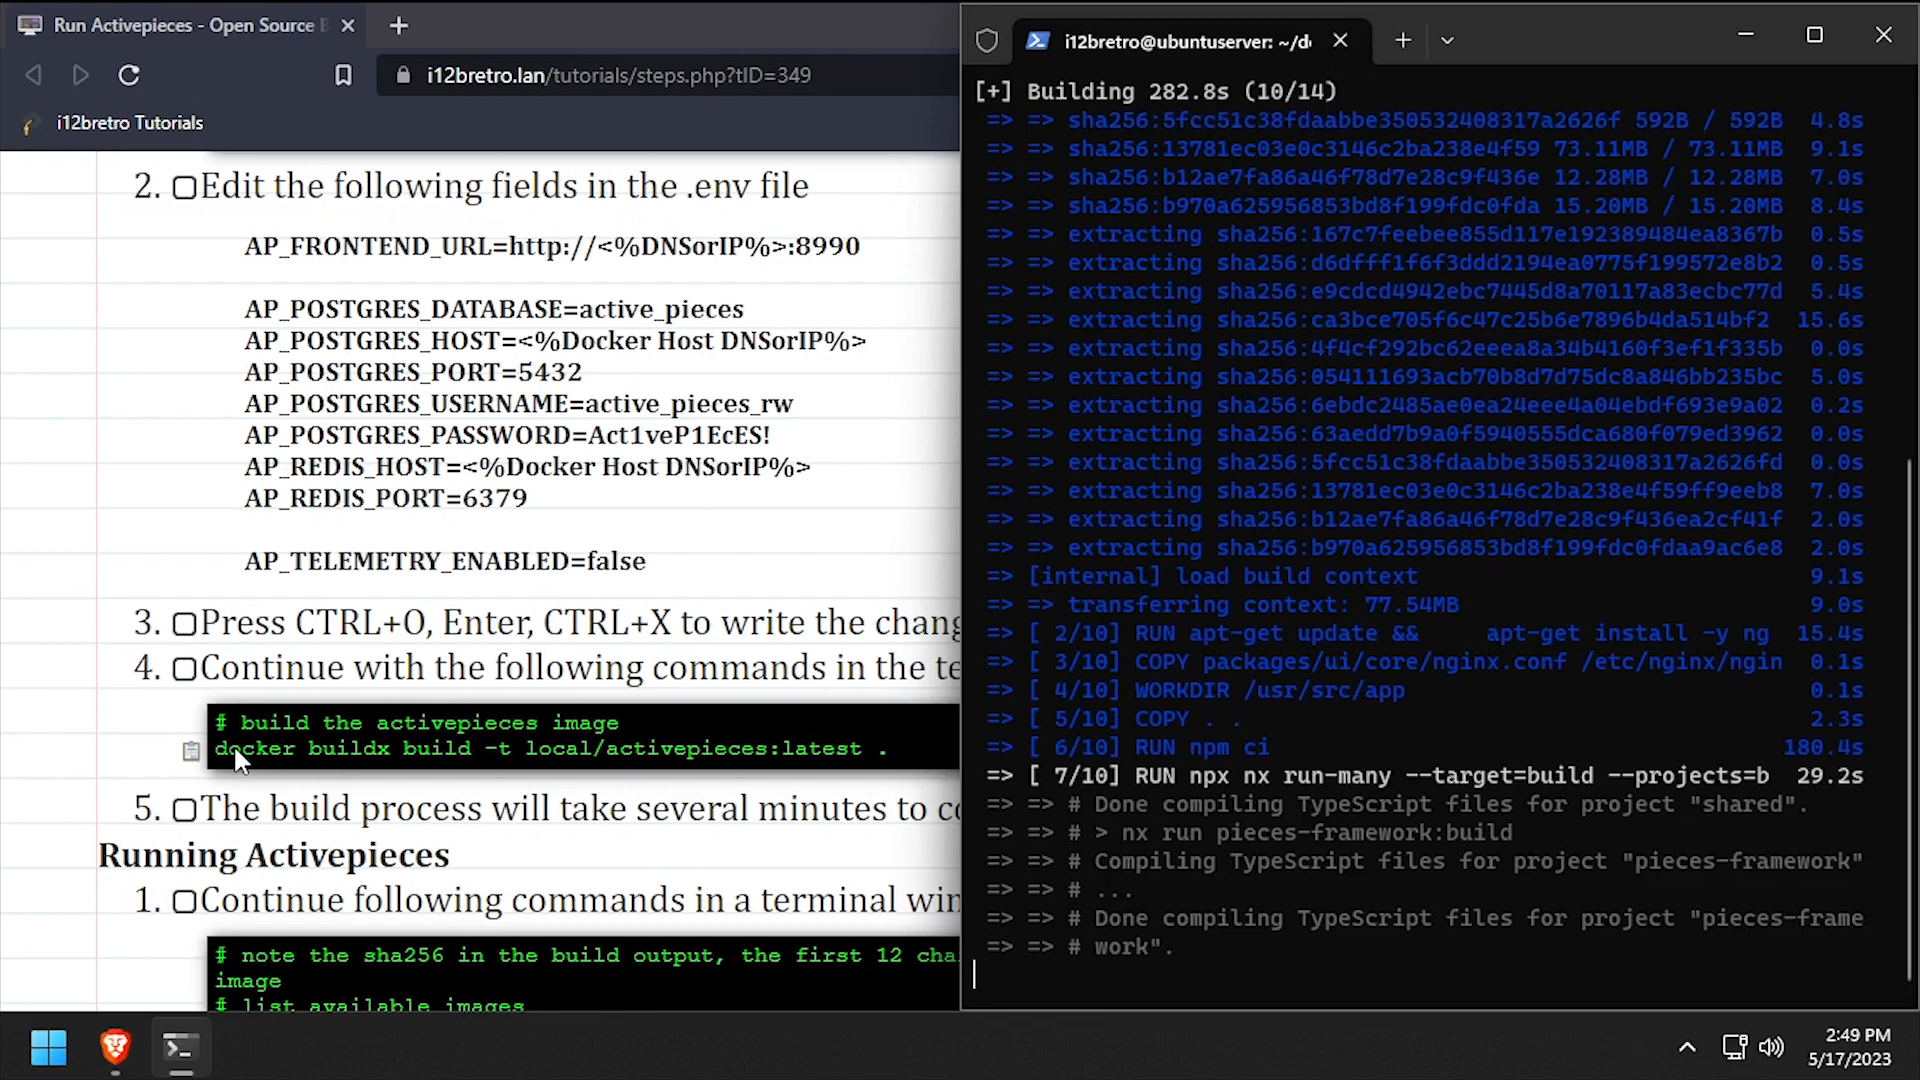 Run Activepieces - Open Source B
i12bretro.lan/tutorials/steps.php?tID=349
i12bretro Tutorials
2. Edit the following fields in the .env file
AP_FRONTEND_URL=http://<%DNSorIP%>:8990
AP_POSTGRES_DATABASE=active_pieces
AP_POSTGRES_HOST=<%Docker Host DNSorIP%>
AP_POSTGRES_PORT=5432
AP_POSTGRES_USERNAME=active_pieces_rw
AP_POSTGRES_PASSWORD=Act1veP1EcES!
AP_REDIS_HOST=<%Docker Host DNSorIP%>
AP_REDIS_PORT=6379
AP_TELEMETRY_ENABLED=false
3. Press CTRL+O, Enter, CTRL+X to write the chang
4. Continue with the following commands in the te
# build the activepieces image
docker buildx build -t local/activepieces:latest .
5. The build process will take several minutes to co
Running Activepieces
1. Continue following commands in a terminal win
# note the sha256 in the build output, the first 12 cha
image
# list available images
i12bretro@ubuntuserver: ~/d
[+] Building 282.8s (10/14)
=> => sha256:5fcc51c38fdaabbe350532408317a2626f 592B / 592B 4.8s
=> => sha256:13781ec03e0c3146c2ba238e4f59 73.11MB / 73.11MB 9.1s
=> => sha256:b12ae7fa86a46f78d7e28c9f436e 12.28MB / 12.28MB 7.0s
=> => sha256:b970a625956853bd8f199fdc0fda 15.20MB / 15.20MB 8.4s
=> => extracting sha256:167c7feebee855d117e192389484ea8367b 0.5s
=> => extracting sha256:d6dfff1f6f3ddd2194ea0775f199572e8b2 0.5s
=> => extracting sha256:e9cdcd4942ebc7445d8a70117a83ecbc77d 5.4s
=> => extracting sha256:ca3bce705f6c47c25b6e7896b4da514bf2 15.6s
=> => extracting sha256:4f4cf292bc62eeea8a34b4160f3ef1f335b 0.0s
=> => extracting sha256:054111693acb70b8d7d75dc8a846bb235bc 5.0s
=> => extracting sha256:6ebdc2485ae0ea24eee4a04ebdf693e9a02 0.2s
=> => extracting sha256:63aedd7b9a0f5940555dca680f079ed3962 0.0s
=> => extracting sha256:5fcc51c38fdaabbe350532408317a2626fd 0.0s
=> => extracting sha256:13781ec03e0c3146c2ba238e4f59ff9eeb8 7.0s
=> => extracting sha256:b12ae7fa86a46f78d7e28c9f436ea2cf41f 2.0s
=> => extracting sha256:b970a625956853bd8f199fdc0fdaa9ac6e8 2.0s
=> [internal] load build context 9.1s
=> => transferring context: 77.54MB 9.0s
=> [ 2/10] RUN apt-get update && apt-get install -y ng 15.4s
=> [ 3/10] COPY packages/ui/core/nginx.conf /etc/nginx/ngin 0.1s
=> [ 4/10] WORKDIR /usr/src/app 0.1s
=> [ 5/10] COPY . . 2.3s
=> [ 6/10] RUN npm ci 180.4s
=> [ 7/10] RUN npx nx run-many --target=build --projects=b 29.2s
=> => # Done compiling TypeScript files for project "shared".
=> => # > nx run pieces-framework:build
=> => # Compiling TypeScript files for project "pieces-framework"
=> => # ...
=> => # Done compiling TypeScript files for project "pieces-frame
=> => # work".
2:49 PM
5/17/2023